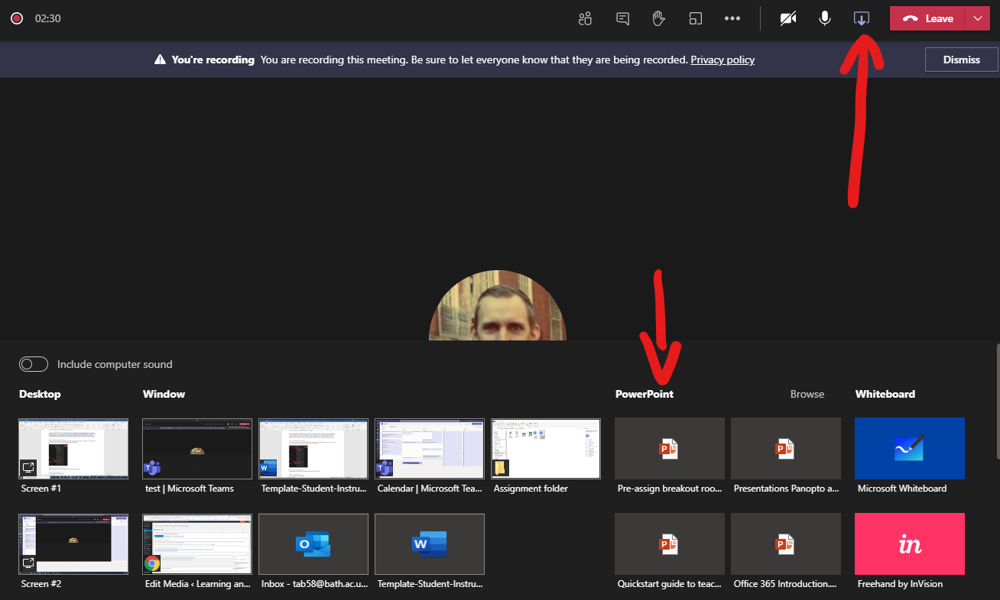 02:30
Leave
You're recording You are recording this meeting. Be sure to let everyone know that they are being recorded. Privacy policy
Dismiss
Include computer sound
Desktop Window PowerPoint Browse Whiteboard
Screen #1 test | Microsoft Teams Template-Student-Instru... Calendar | Microsoft Tea... Assignment folder Pre-assign breakout roo... Presentations Panopto a... Microsoft Whiteboard
in
Screen #2 Edit Media ‹ Learning an... Inbox - tab58@bath.ac.u... Template-Student-Instru... Quickstart guide to teac... Office 365 Introduction.... Freehand by InVision